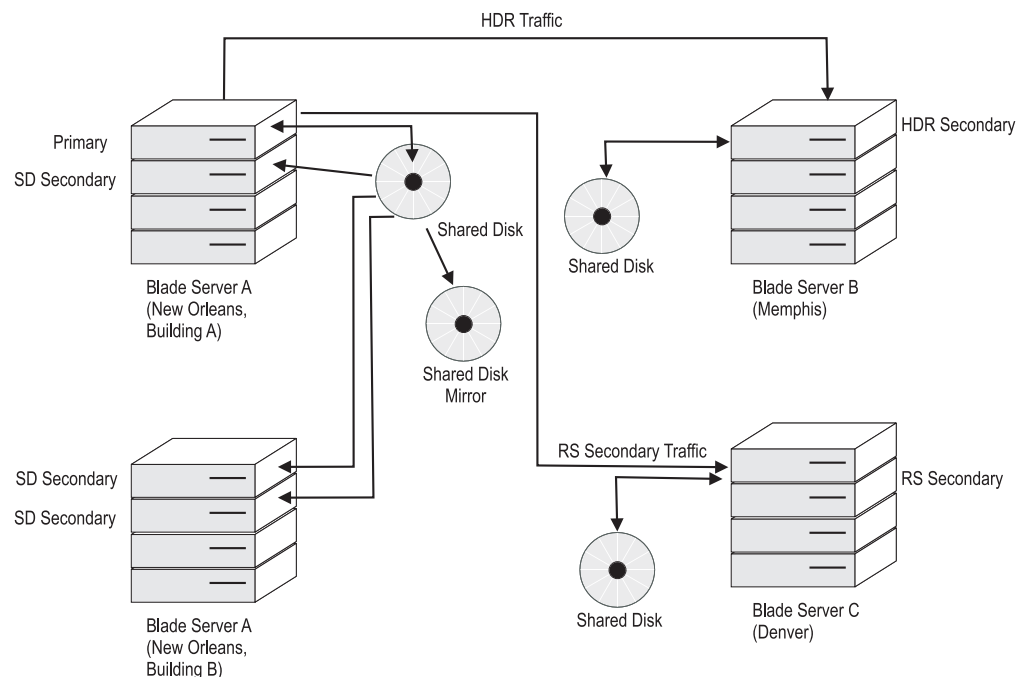 HDR Traffic
Primary
SD Secondary
HDR Secondary
Shared Disk
Shared Disk
Blade Server A
(New Orleans,
Building A)
Blade Server B
(Memphis)
Shared Disk
Mirror
RS Secondary Traffic
SD Secondary
SD Secondary
RS Secondary
Shared Disk
Blade Server A
(New Orleans,
Building B)
Blade Server C
(Denver)